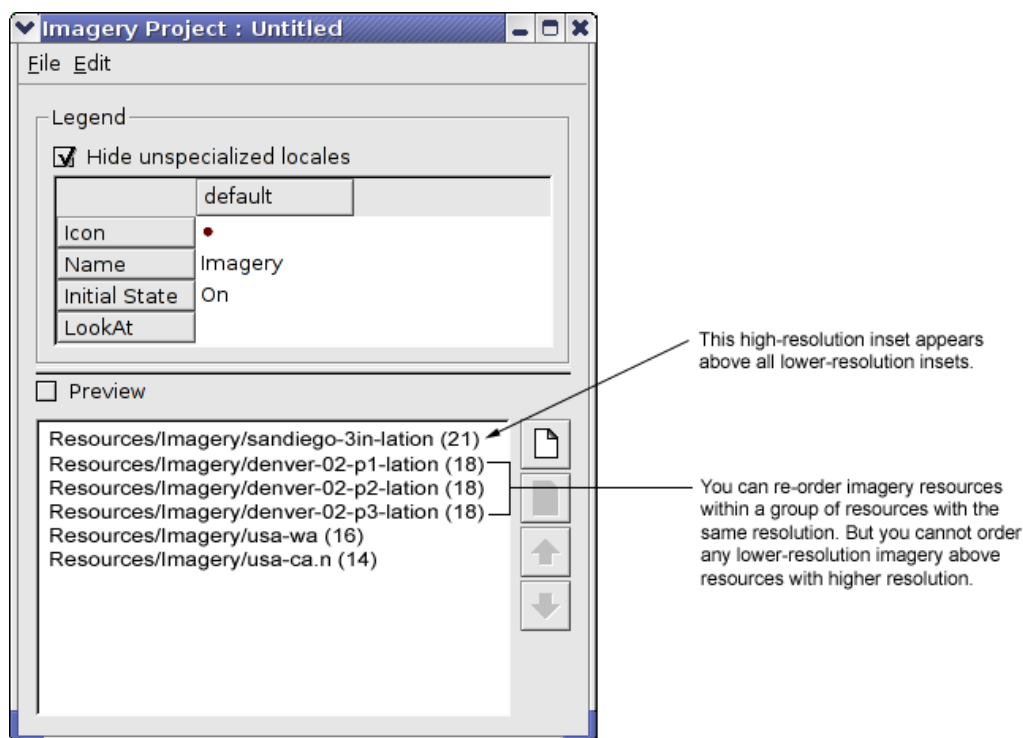 Imagery Project : Untitled
File Edit
Legend
Hide unspecialized locales
default
Icon
Name Imagery
Initial State On
LookAt
This high-resolution inset appears
above all lower-resolution insets.
Preview
Resources/Imagery/sandiego-3in-lation (21)
Resources/Imagery/denver-02-p1-lation (18)
Resources/Imagery/denver-02-p2-lation (18)
Resources/Imagery/denver-02-p3-lation (18)
Resources/Imagery/usa-wa (16)
Resources/Imagery/usa-ca.n (14)
You can re-order imagery resources
within a group of resources with the
same resolution. But you cannot order
any lower-resolution imagery above
resources with higher resolution.